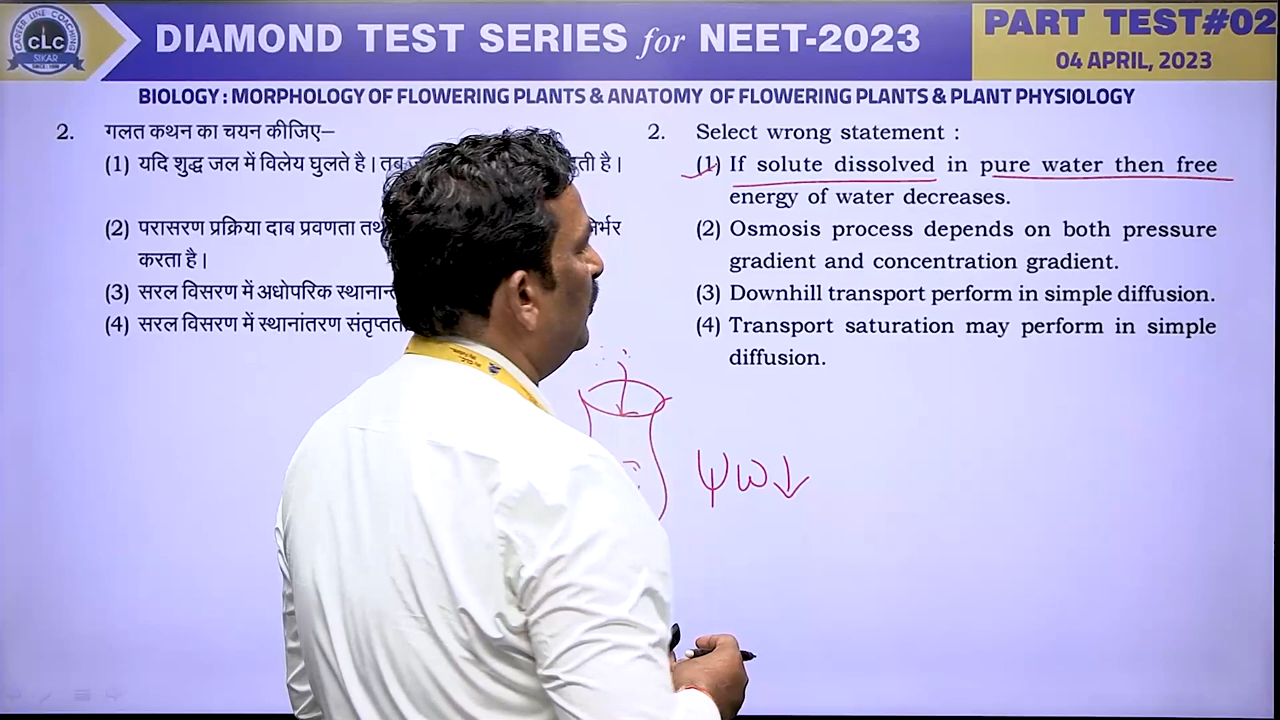 CAREER LINE COACHING
CLC
SIKAR
DIAMOND TEST SERIES for NEET-2023
PART TEST#02
04 APRIL, 2023
BIOLOGY : MORPHOLOGY OF FLOWERING PLANTS & ANATOMY OF FLOWERING PLANTS & PLANT PHYSIOLOGY
2. गलत कथन का चयन कीजिए–
(1) यदि शुद्ध जल में विलेय घुलते है। तब
(2) परासरण प्रक्रिया दाब प्रवणता
करता है।
(3) सरल विसरण में अधोपरिक
(4) सरल विसरण में स्थानांतरण
2. Select wrong statement :
(1) If solute dissolved in pure water then free
energy of water decreases.
(2) Osmosis process depends on both pressure
gradient and concentration gradient.
(3) Downhill transport perform in simple diffusion.
(4) Transport saturation may perform in simple
diffusion.
ψω↓